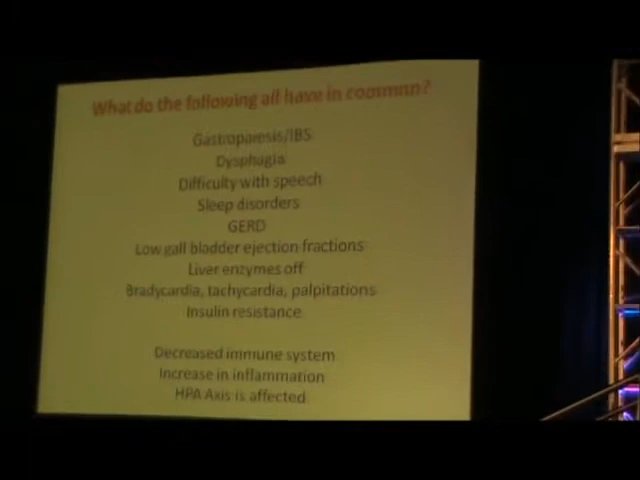 What do the following all have in common?
Gastroparesis/IBS
Dysphagia
Difficulty with speech
Sleep disorders
GERD
Low gall bladder ejection fractions
Liver enzymes off
Bradycardia, tachycardia, palpitations
Insulin resistance
Decreased immune system
Increase in inflammation
HPA Axis is affected